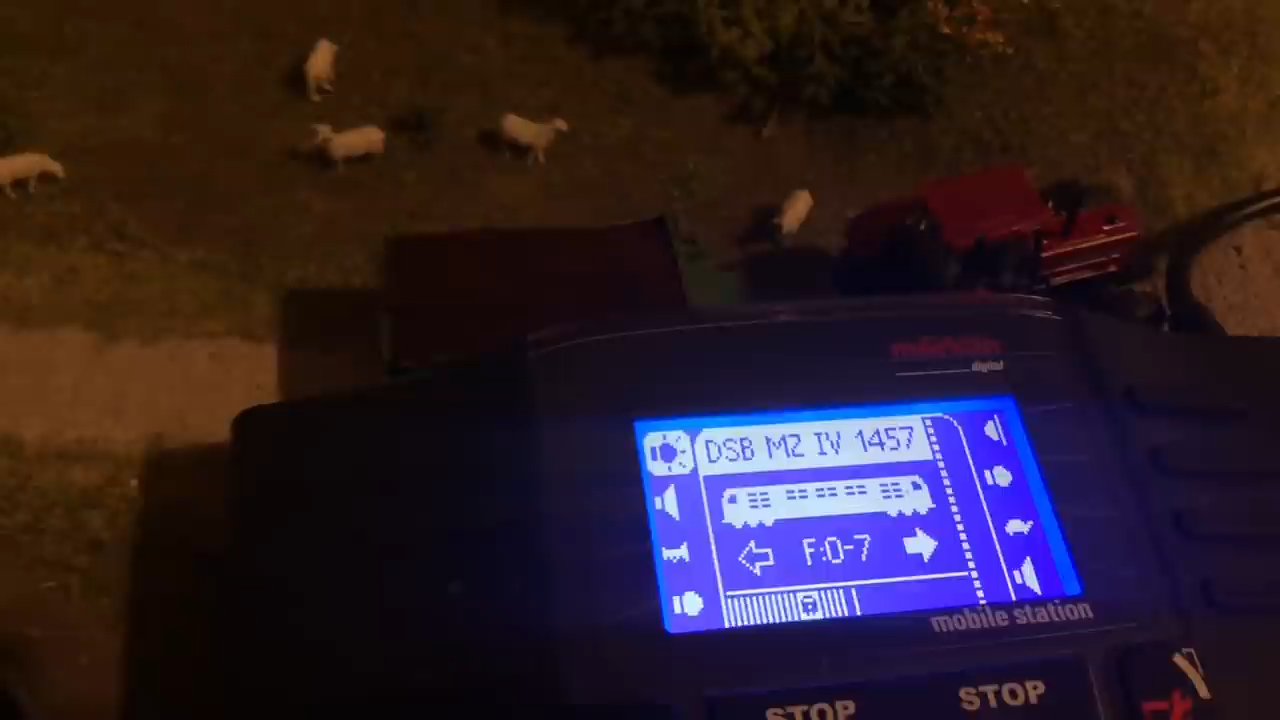 märklin
digital
DSB MZ IV 1457
F:0-7
mobile station
STOP STOP